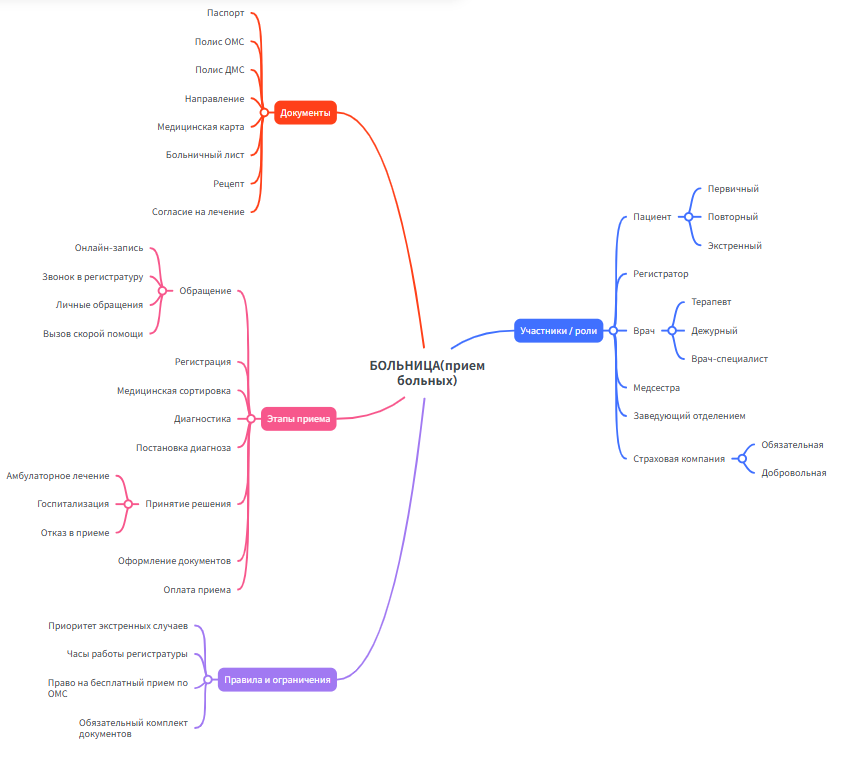 БОЛЬНИЦА(прием
больных)
Документы
Паспорт
Полис ОМС
Полис ДМС
Направление
Медицинская карта
Больничный лист
Рецепт
Согласие на лечение
Этапы приема
Обращение
Онлайн-запись
Звонок в регистратуру
Личные обращения
Вызов скорой помощи
Регистрация
Медицинская сортировка
Диагностика
Постановка диагноза
Принятие решения
Амбулаторное лечение
Госпитализация
Отказ в приеме
Оформление документов
Оплата приема
Правила и ограничения
Приоритет экстренных случаев
Часы работы регистратуры
Право на бесплатный прием по
ОМС
Обязательный комплект
документов
Участники / роли
Пациент
Первичный
Повторный
Экстренный
Регистратор
Врач
Терапевт
Дежурный
Врач-специалист
Медсестра
Заведующий отделением
Страховая компания
Обязательная
Добровольная